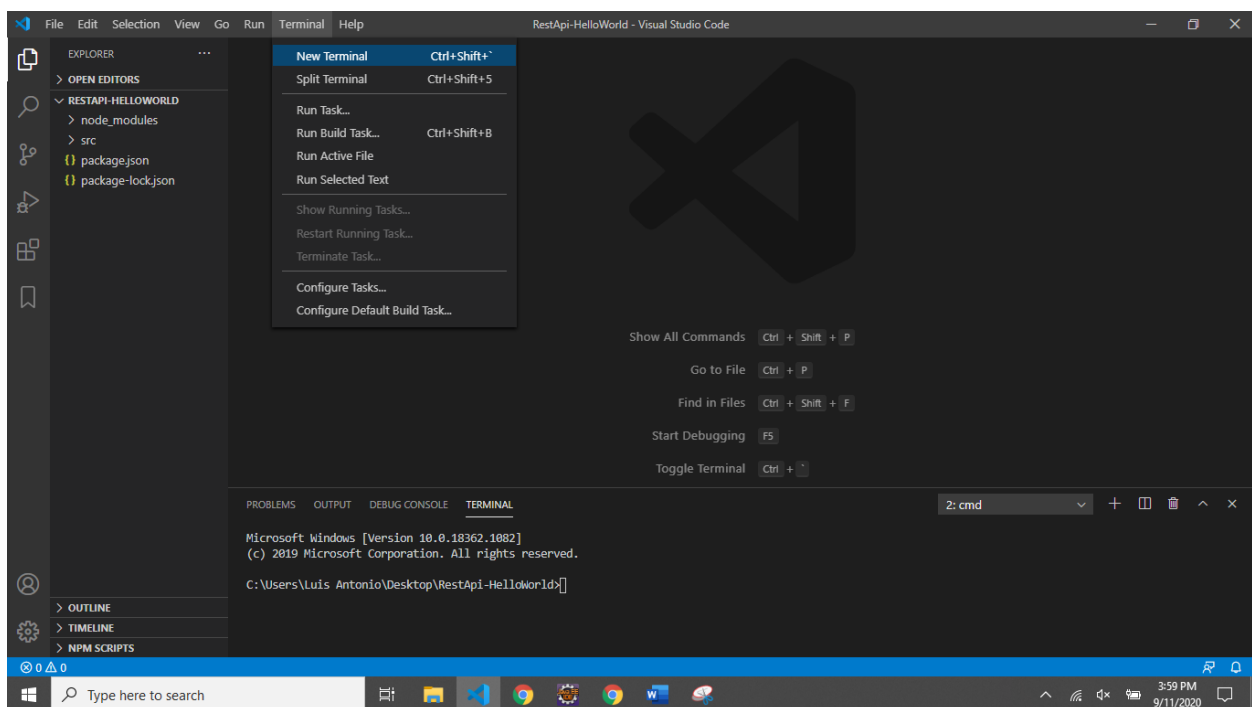 File Edit Selection View Go Run Terminal Help
RestApi-HelloWorld - Visual Studio Code
EXPLORER
OPEN EDITORS
RESTAPI-HELLOWORLD
node_modules
src
{} package.json
{} package-lock.json
New Terminal Ctrl+Shift+`
Split Terminal Ctrl+Shift+5
Run Task...
Run Build Task... Ctrl+Shift+B
Run Active File
Run Selected Text
Show Running Tasks...
Restart Running Task...
Terminate Task...
Configure Tasks...
Configure Default Build Task...
Show All Commands Ctrl + Shift + P
Go to File Ctrl + P
Find in Files Ctrl + Shift + F
Start Debugging F5
Toggle Terminal Ctrl + `
PROBLEMS OUTPUT DEBUG CONSOLE TERMINAL
2: cmd
Microsoft Windows [Version 10.0.18362.1082]
(c) 2019 Microsoft Corporation. All rights reserved.
C:\Users\Luis Antonio\Desktop\RestApi-HelloWorld>
OUTLINE
TIMELINE
NPM SCRIPTS
0 0
Type here to search
3:59 PM
9/11/2020